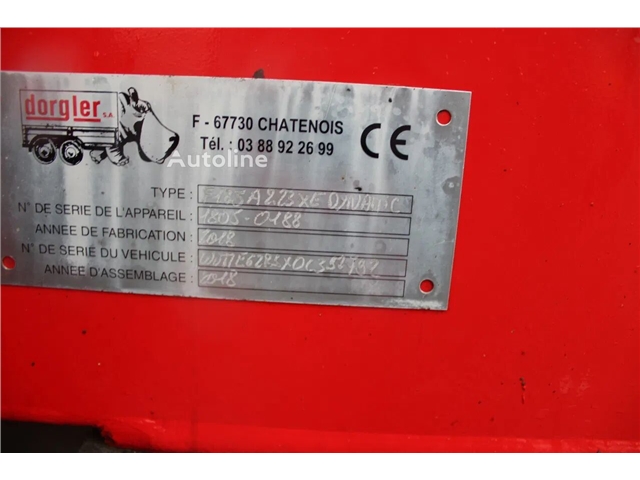 dorgler S.A.
F - 67730 CHATENOIS
Tél. : 03 88 92 26 99
CE
Autoline
TYPE : DYNAMIC
N° DE SERIE DE L'APPAREIL : 1805-0188
ANNEE DE FABRICATION : 2018
N° DE SERIE DU VEHICULE :
ANNEE D'ASSEMBLAGE : 2018